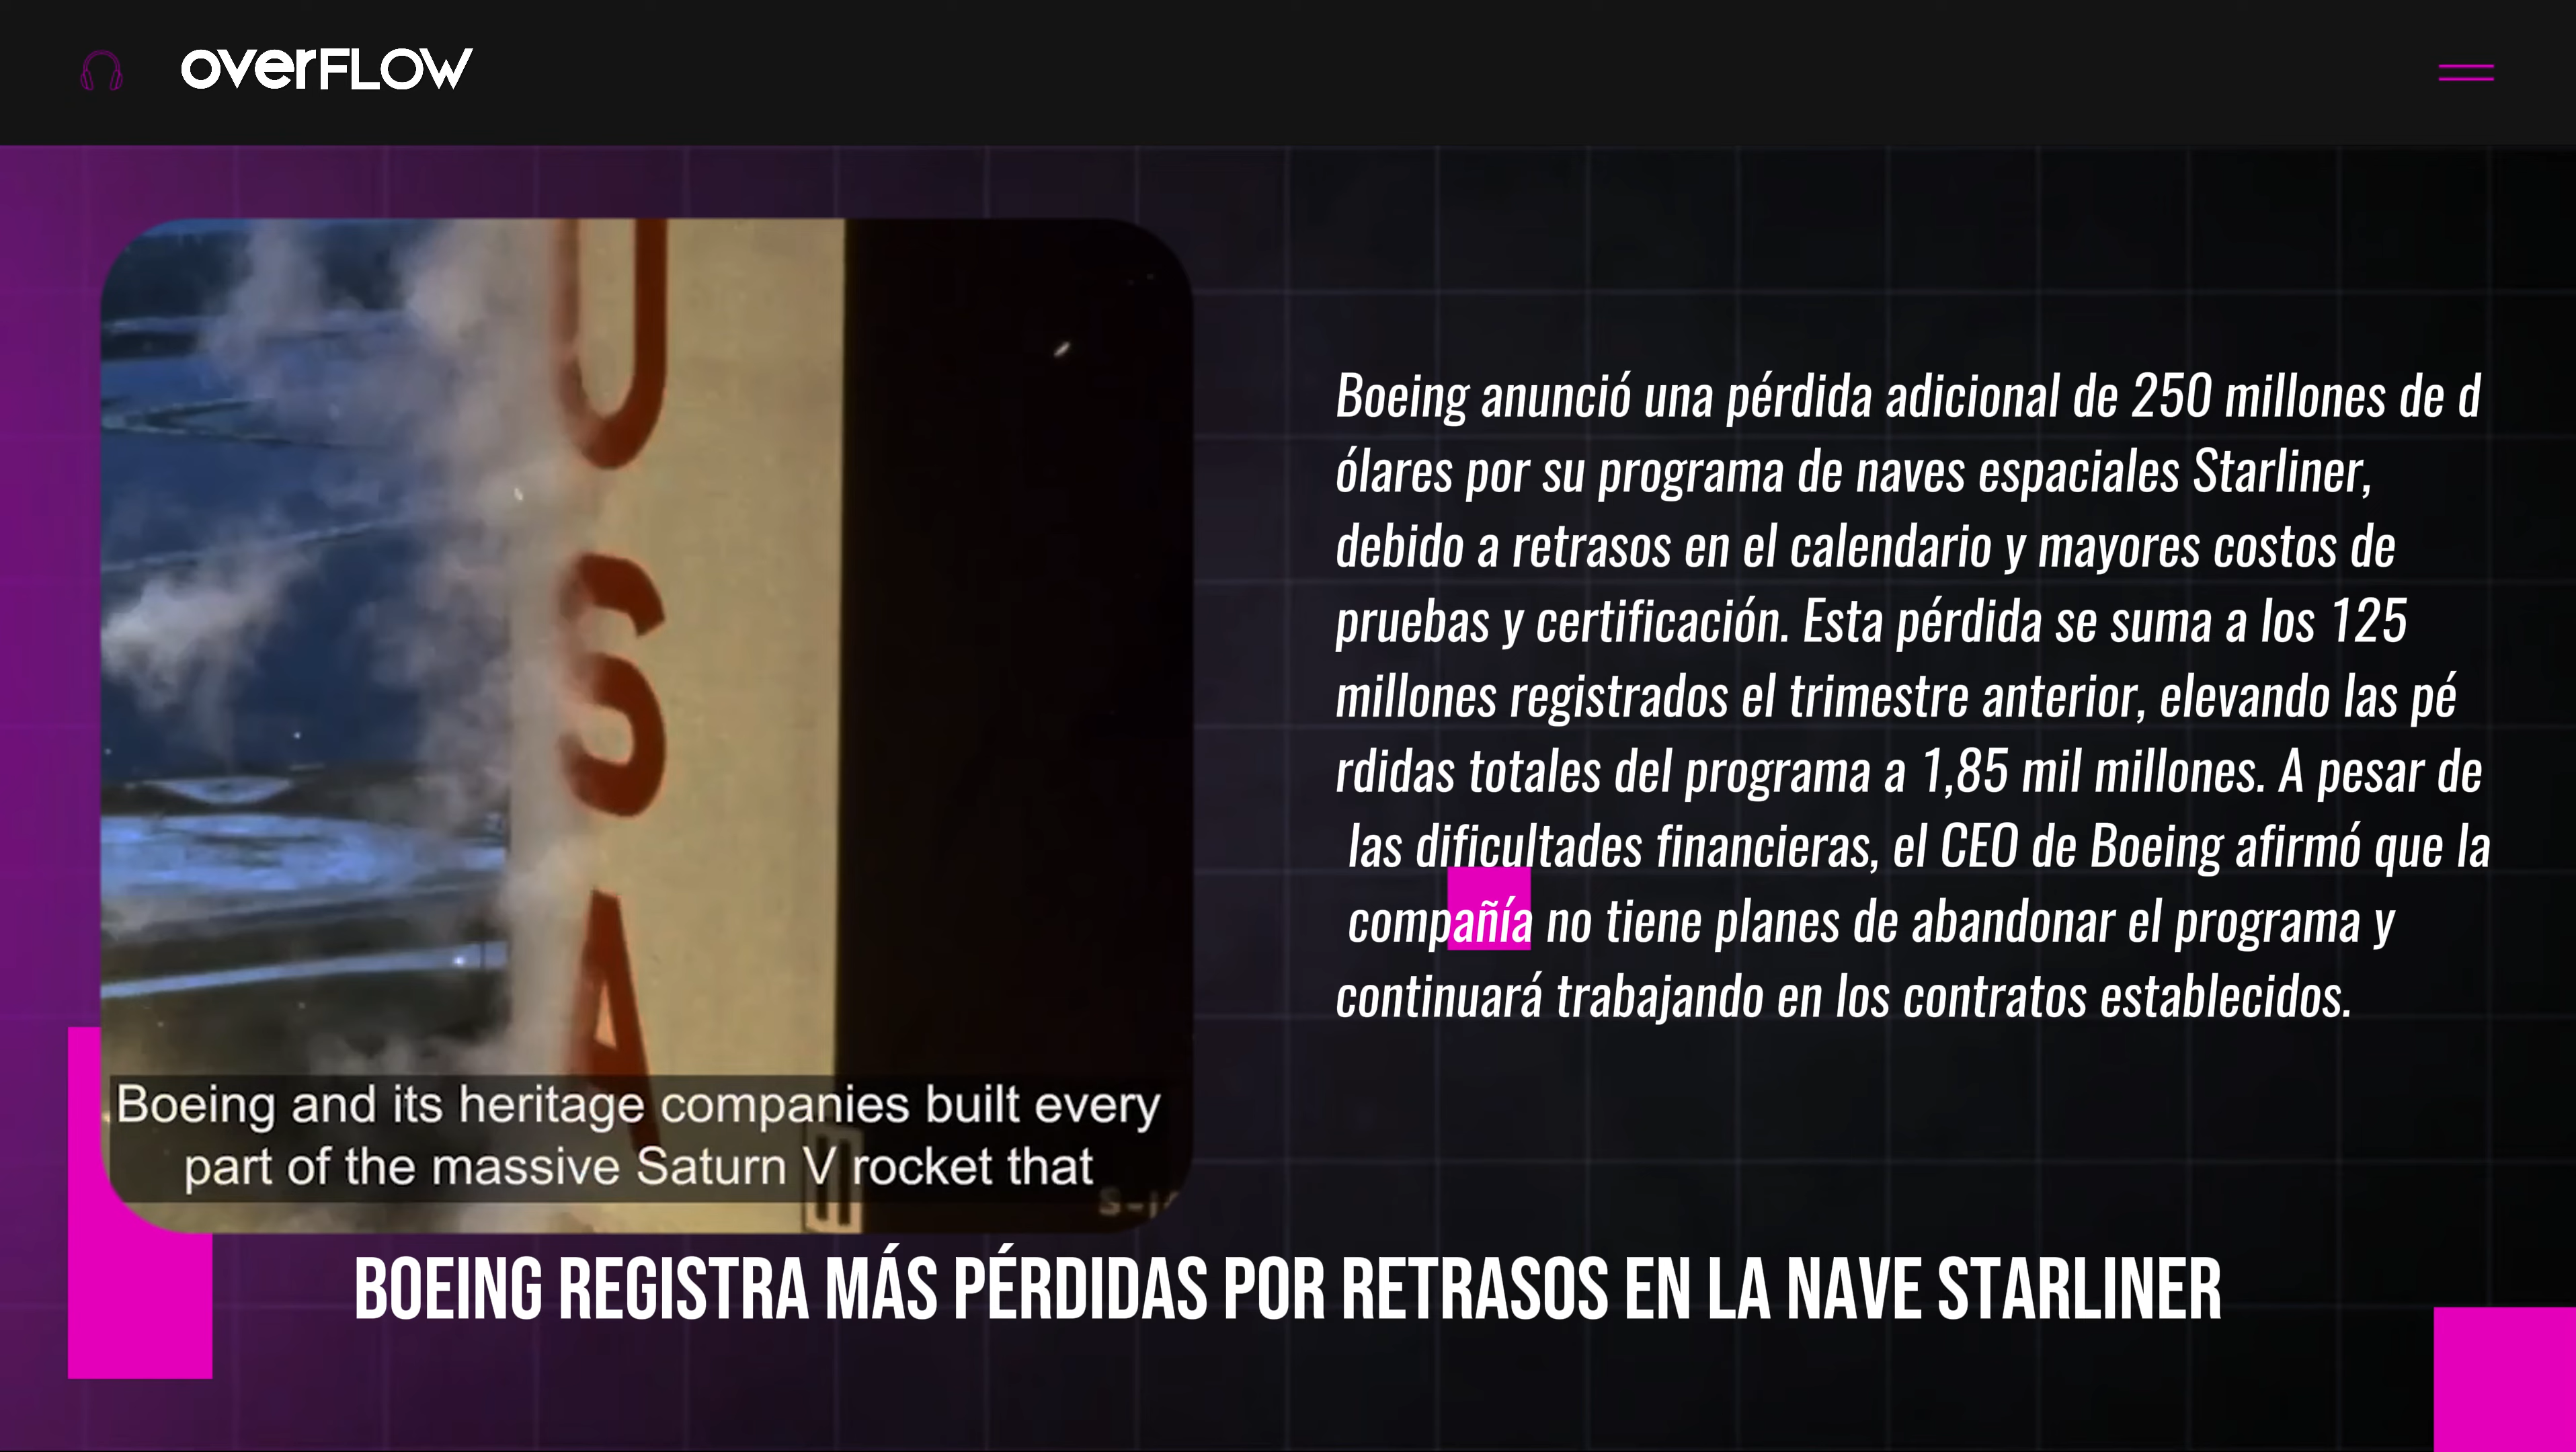 overFLOW
U
S
A
Boeing and its heritage companies built every
part of the massive Saturn V rocket that
Boeing anunció una pérdida adicional de 250 millones de d
ólares por su programa de naves espaciales Starliner,
debido a retrasos en el calendario y mayores costos de
pruebas y certificación. Esta pérdida se suma a los 125
millones registrados el trimestre anterior, elevando las pé
rdidas totales del programa a 1,85 mil millones. A pesar de
las dificultades financieras, el CEO de Boeing afirmó que la
compañía no tiene planes de abandonar el programa y
continuará trabajando en los contratos establecidos.
BOEING REGISTRA MÁS PÉRDIDAS POR RETRASOS EN LA NAVE STARLINER